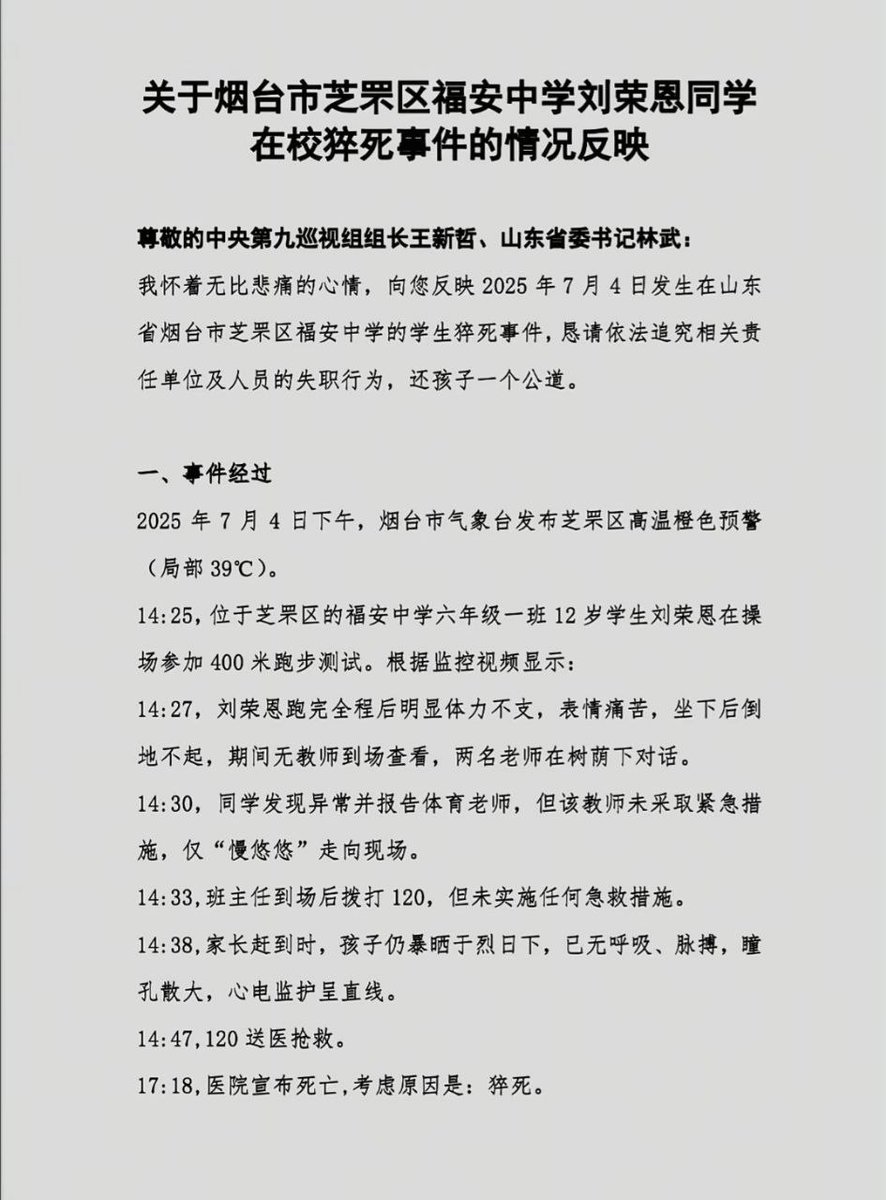 关于烟台市芝罘区福安中学刘荣恩同学
在校猝死事件的情况反映
尊敬的中央第九巡视组组长王新哲、山东省委书记林武：
我怀着无比悲痛的心情，向您反映 2025 年 7 月 4 日发生在山东
省烟台市芝罘区福安中学的学生猝死事件，恳请依法追究相关责
任单位及人员的失职行为，还孩子一个公道。
一、事件经过
2025 年 7 月 4 日下午，烟台市气象台发布芝罘区高温橙色预警
（局部 39℃）。
14:25，位于芝罘区的福安中学六年级一班 12 岁学生刘荣恩在操
场参加 400 米跑步测试。根据监控视频显示：
14:27，刘荣恩跑完全程后明显体力不支，表情痛苦，坐下后倒
地不起，期间无教师到场查看，两名老师在树荫下对话。
14:30，同学发现异常并报告体育老师，但该教师未采取紧急措
施，仅“慢悠悠”走向现场。
14:33,班主任到场后拨打 120，但未实施任何急救措施。
14:38,家长赶到时，孩子仍暴晒于烈日下，已无呼吸、脉搏，瞳
孔散大，心电监护呈直线。
14:47,120 送医抢救。
17:18,医院宣布死亡,考虑原因是：猝死。